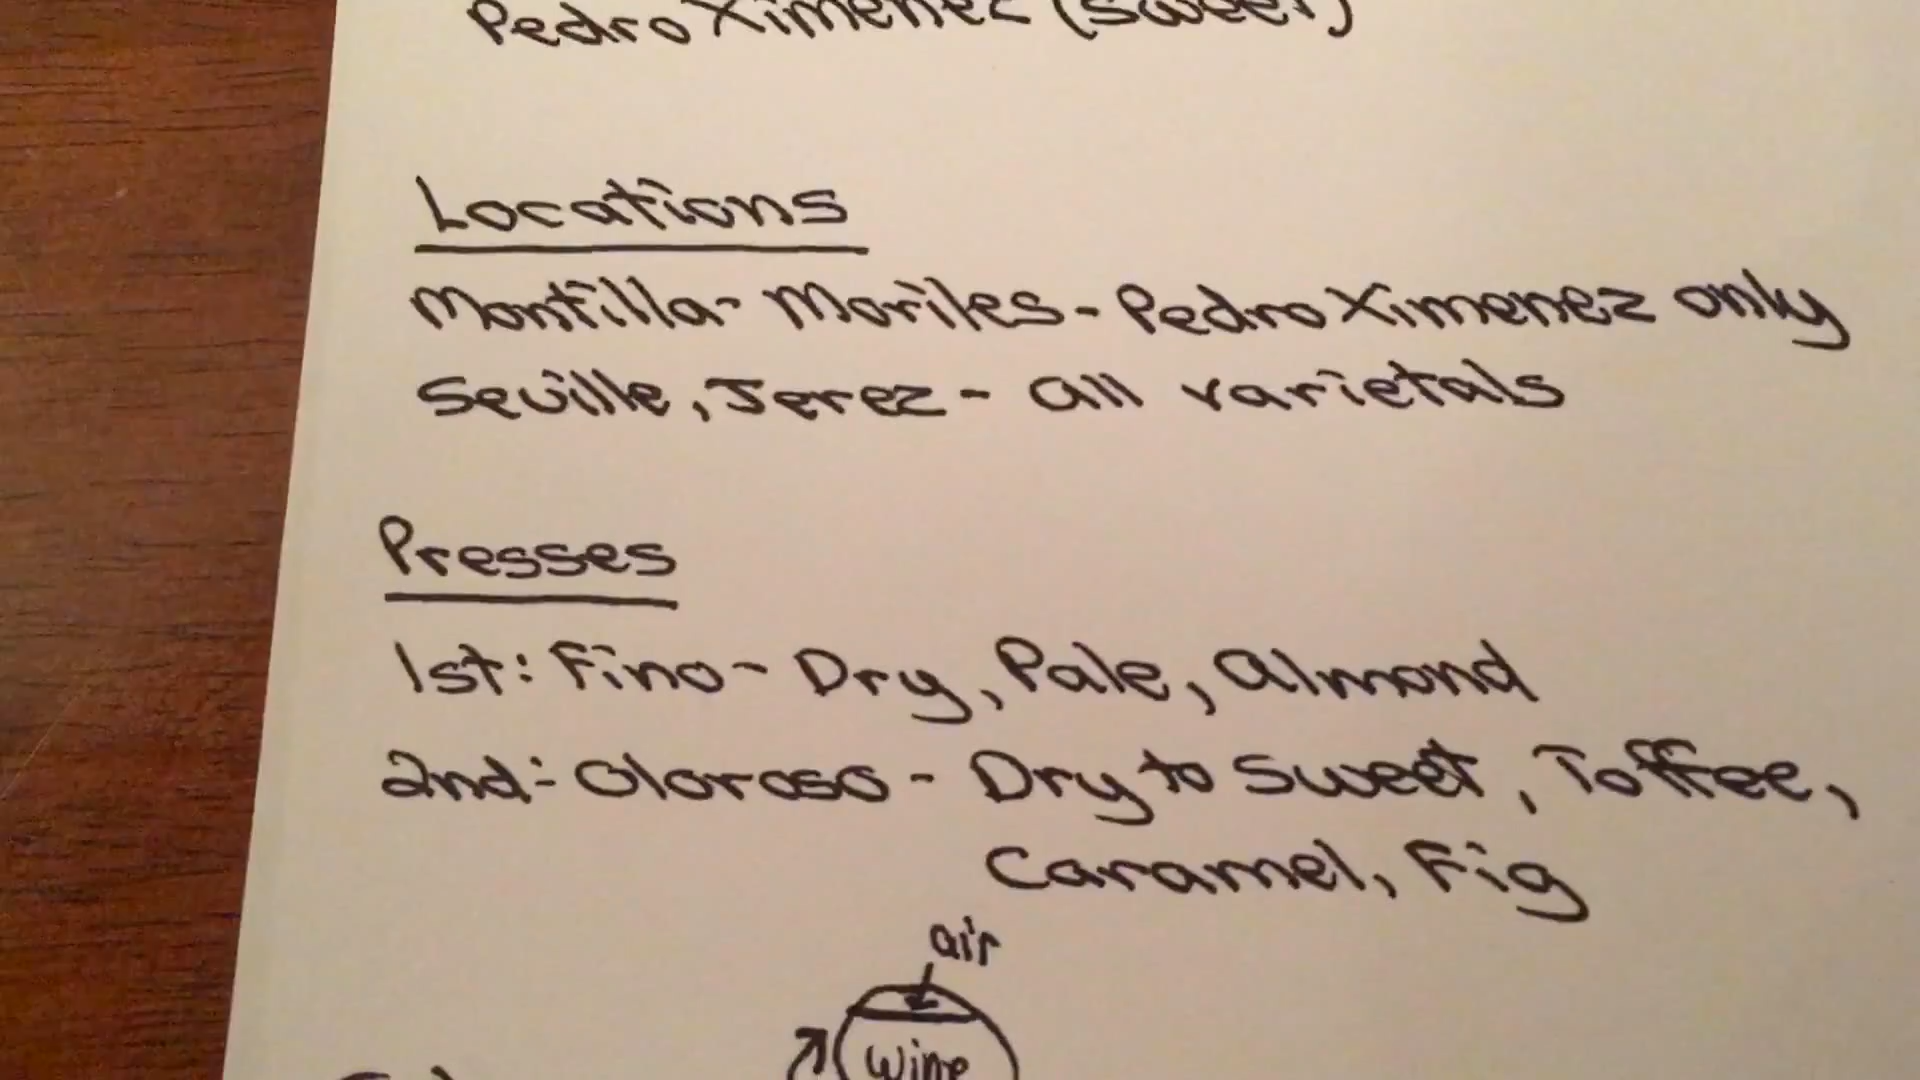 Pedro Ximenez (sweet)
Locations
Montilla-Moriles-Pedro Ximenez only
Seville, Jerez - all varietals
Presses
1st: Fino - Dry, Pale, Almond
2nd: Oloroso - Dry to Sweet, Toffee,
Caramel, Fig
air
wine